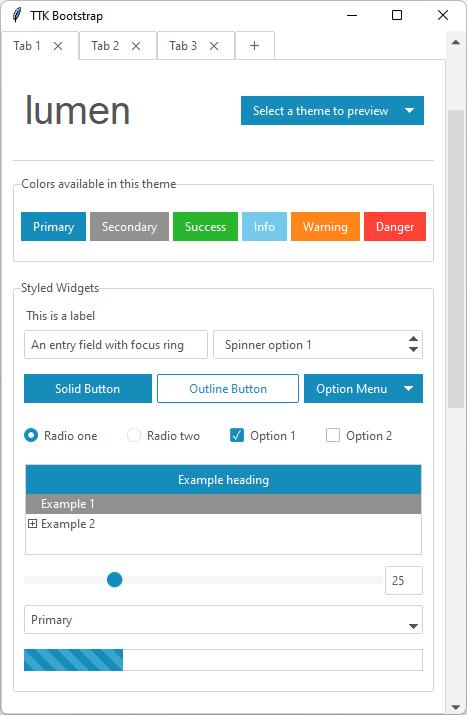 TTK Bootstrap
Tab 1 Tab 2 Tab 3
lumen
Select a theme to preview
Colors available in this theme
Primary Secondary Success Info Warning Danger
Styled Widgets
This is a label
An entry field with focus ring Spinner option 1
Solid Button Outline Button Option Menu
Radio one Radio two Option 1 Option 2
Example heading
Example 1
Example 2
25
Primary